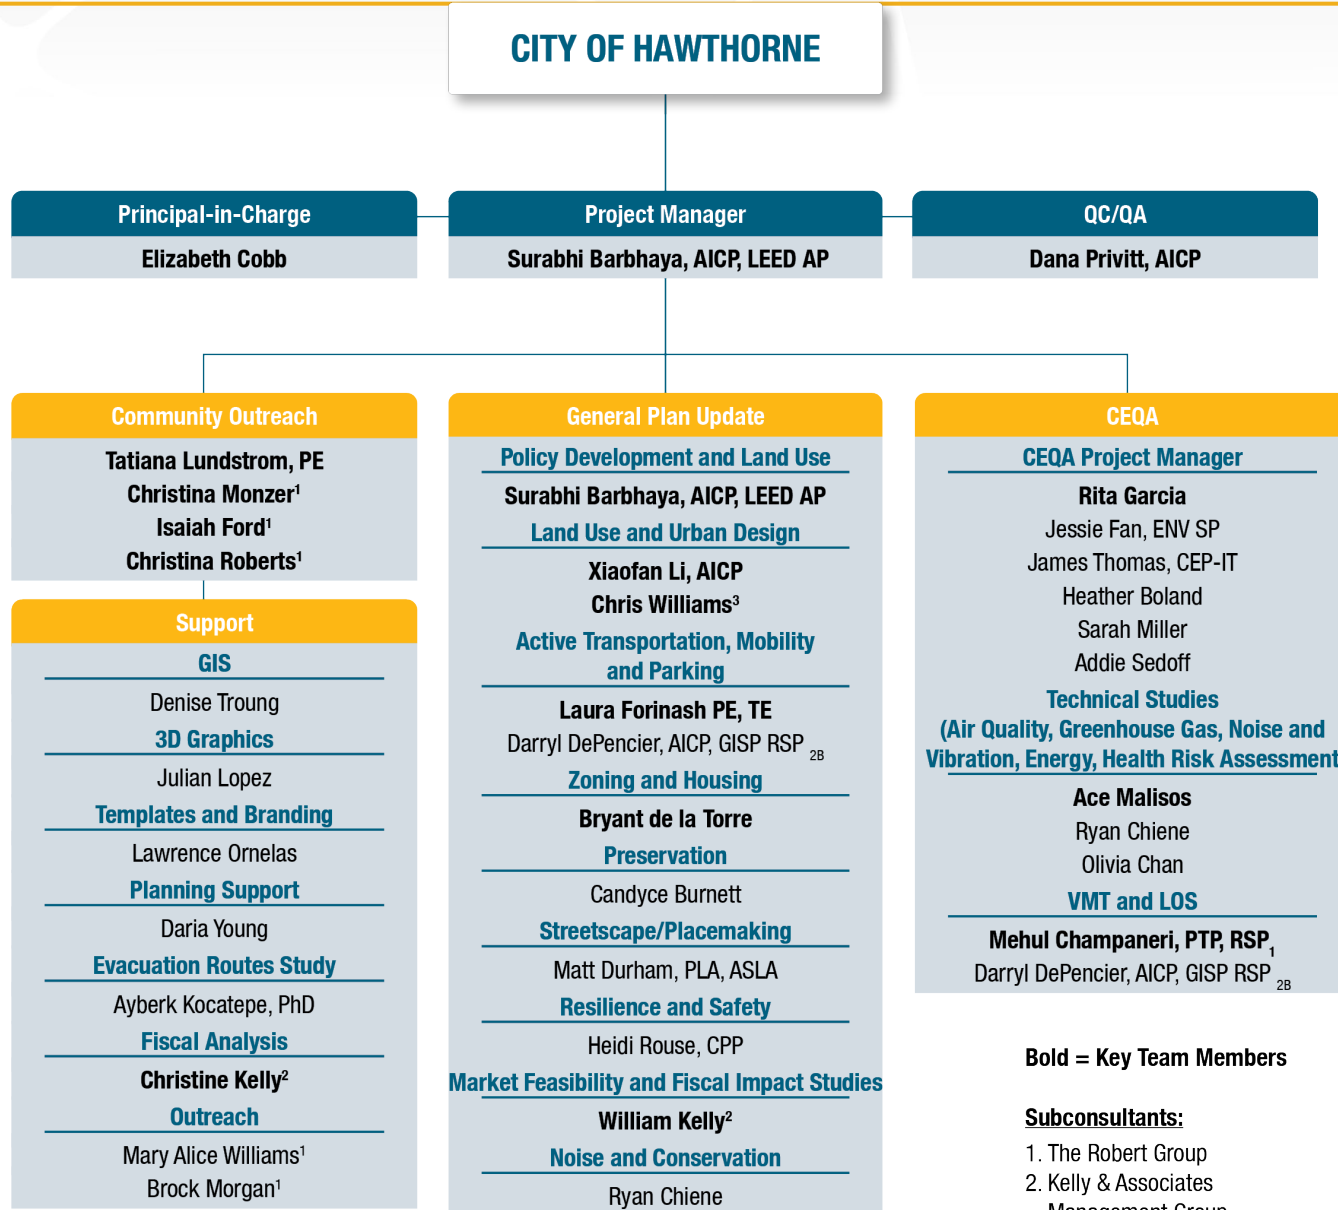 CITY OF HAWTHORNE
Principal-in-Charge
Elizabeth Cobb
Project Manager
Surabhi Barbhaya, AICP, LEED AP
QC/QA
Dana Privitt, AICP
Community Outreach
Tatiana Lundstrom, PE
Christina Monzer¹
Isaiah Ford¹
Christina Roberts¹
Support
GIS
Denise Troung
3D Graphics
Julian Lopez
Templates and Branding
Lawrence Ornelas
Planning Support
Daria Young
Evacuation Routes Study
Ayberk Kocatepe, PhD
Fiscal Analysis
Christine Kelly²
Outreach
Mary Alice Williams¹
Brock Morgan¹
General Plan Update
Policy Development and Land Use
Surabhi Barbhaya, AICP, LEED AP
Land Use and Urban Design
Xiaofan Li, AICP
Chris Williams³
Active Transportation, Mobility
and Parking
Laura Forinash PE, TE
Darryl DePencier, AICP, GISP RSP 2B
Zoning and Housing
Bryant de la Torre
Preservation
Candyce Burnett
Streetscape/Placemaking
Matt Durham, PLA, ASLA
Resilience and Safety
Heidi Rouse, CPP
Market Feasibility and Fiscal Impact Studies
William Kelly²
Noise and Conservation
Ryan Chiene
CEQA
CEQA Project Manager
Rita Garcia
Jessie Fan, ENV SP
James Thomas, CEP-IT
Heather Boland
Sarah Miller
Addie Sedoff
Technical Studies
(Air Quality, Greenhouse Gas, Noise and
Vibration, Energy, Health Risk Assessment
Ace Malisos
Ryan Chiene
Olivia Chan
VMT and LOS
Mehul Champaneri, PTP, RSP₁
Darryl DePencier, AICP, GISP RSP 2B
Bold = Key Team Members
Subconsultants:
1. The Robert Group
2. Kelly & Associates
Management Group